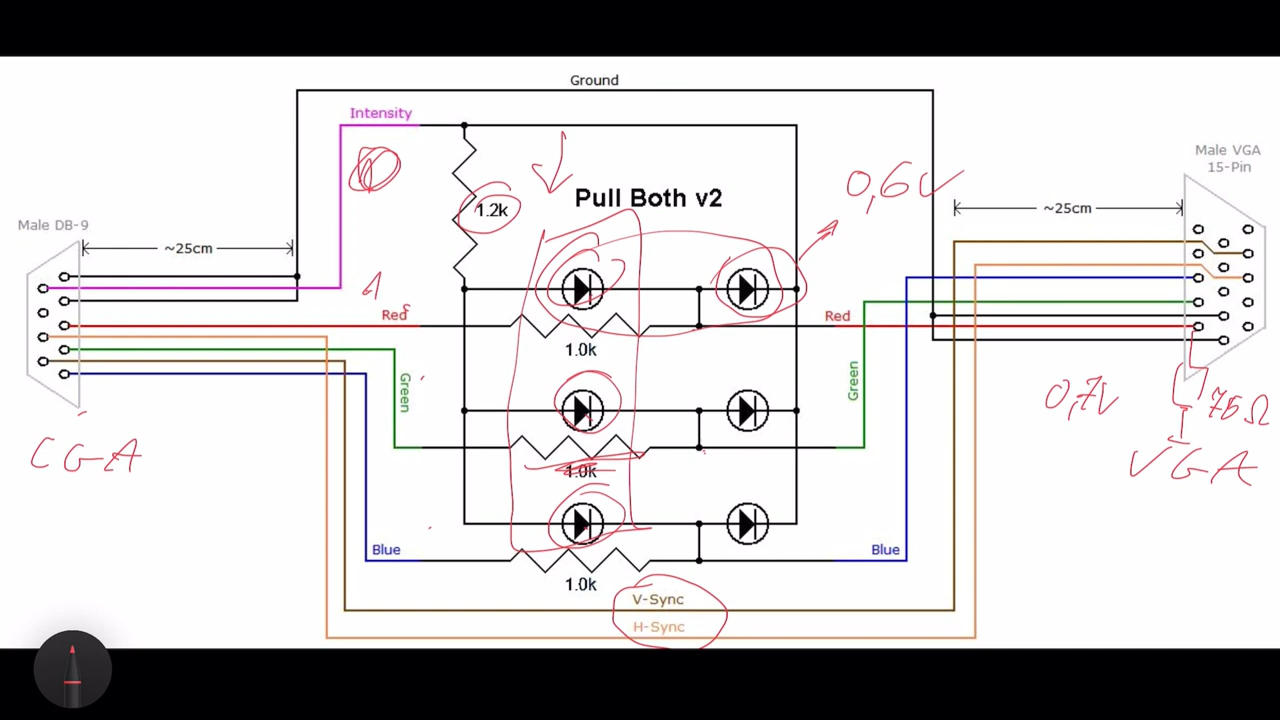 Ground
Intensity
Male VGA
15-Pin
Pull Both v2
0,6V
1.2k
~25cm
Male DB-9
~25cm
1
Red
Red
1.0k
Green
Green
0,7V
75Ω
CGA
VGA
1.0k
Blue
Blue
1.0k
V-Sync
H-Sync